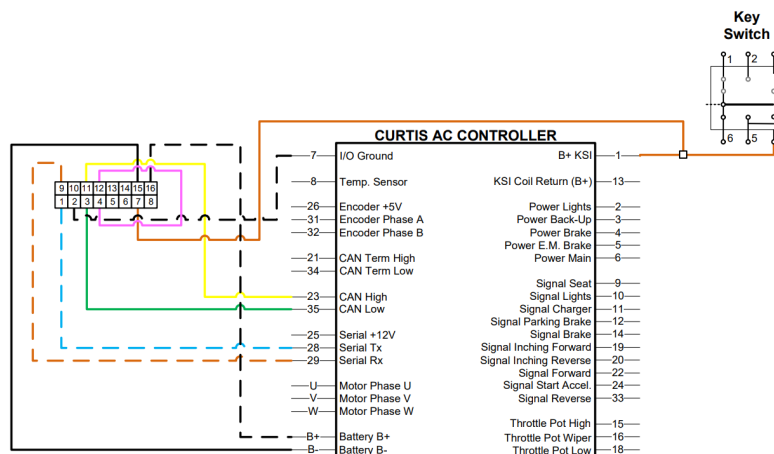 Key
Switch
1 2
6 5
CURTIS AC CONTROLLER
7 I/O Ground B+ KSI 1
8 Temp. Sensor KSI Coil Return (B+) 13
26 Encoder +5V Power Lights 2
31 Encoder Phase A Power Back-Up 3
32 Encoder Phase B Power Brake 4
Power E.M. Brake 5
21 CAN Term High Power Main 6
34 CAN Term Low
Signal Seat 9
23 CAN High Signal Lights 10
35 CAN Low Signal Charger 11
Signal Parking Brake 12
25 Serial +12V Signal Brake 14
28 Serial Tx Signal Inching Forward 19
29 Serial Rx Signal Inching Reverse 20
Signal Forward 22
U Motor Phase U Signal Start Accel. 24
V Motor Phase V Signal Reverse 33
W Motor Phase W
Throttle Pot High 15
B+ Battery B+ Throttle Pot Wiper 16
B- Battery B- Throttle Pot Low 18
9 10 11 12 13 14 15 16
1 2 3 4 5 6 7 8